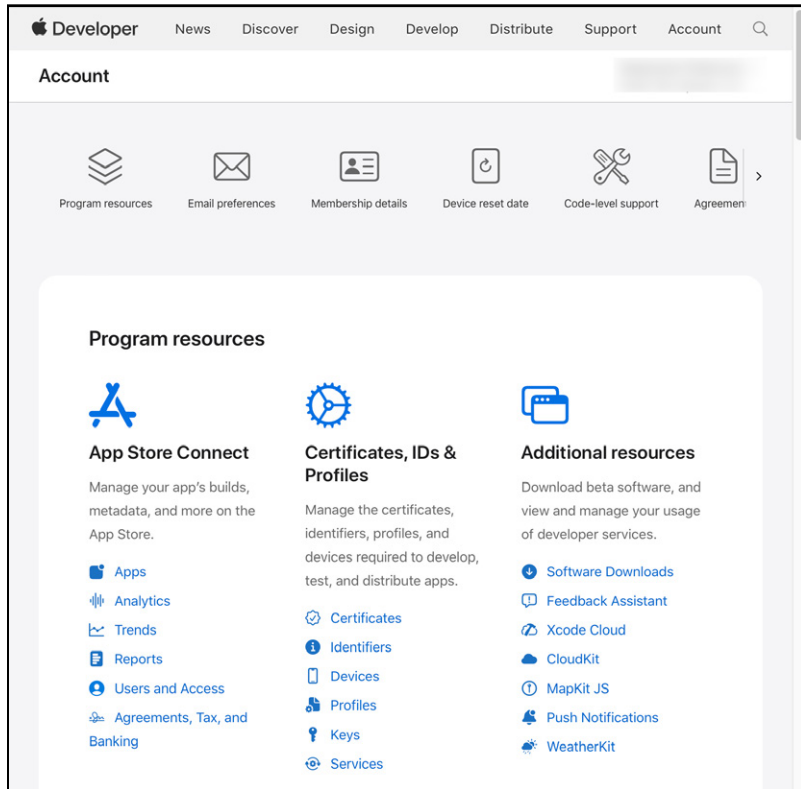 Developer News Discover Design Develop Distribute Support Account
Account
Program resources Email preferences Membership details Device reset date Code-level support Agremen
Program resources
App Store Connect
Manage your app's builds,
metadata, and more on the
App Store.
Apps
Analytics
Trends
Reports
Users and Access
Agreements, Tax, and
Banking
Certificates, IDs &
Profiles
Manage the certificates,
identifiers, profiles, and
devices required to develop,
test, and distribute apps.
Certificates
Identifiers
Devices
Profiles
Keys
Services
Additional resources
Download beta software, and
view and manage your usage
of developer services.
Software Downloads
Feedback Assistant
Xcode Cloud
CloudKit
MapKit JS
Push Notifications
WeatherKit